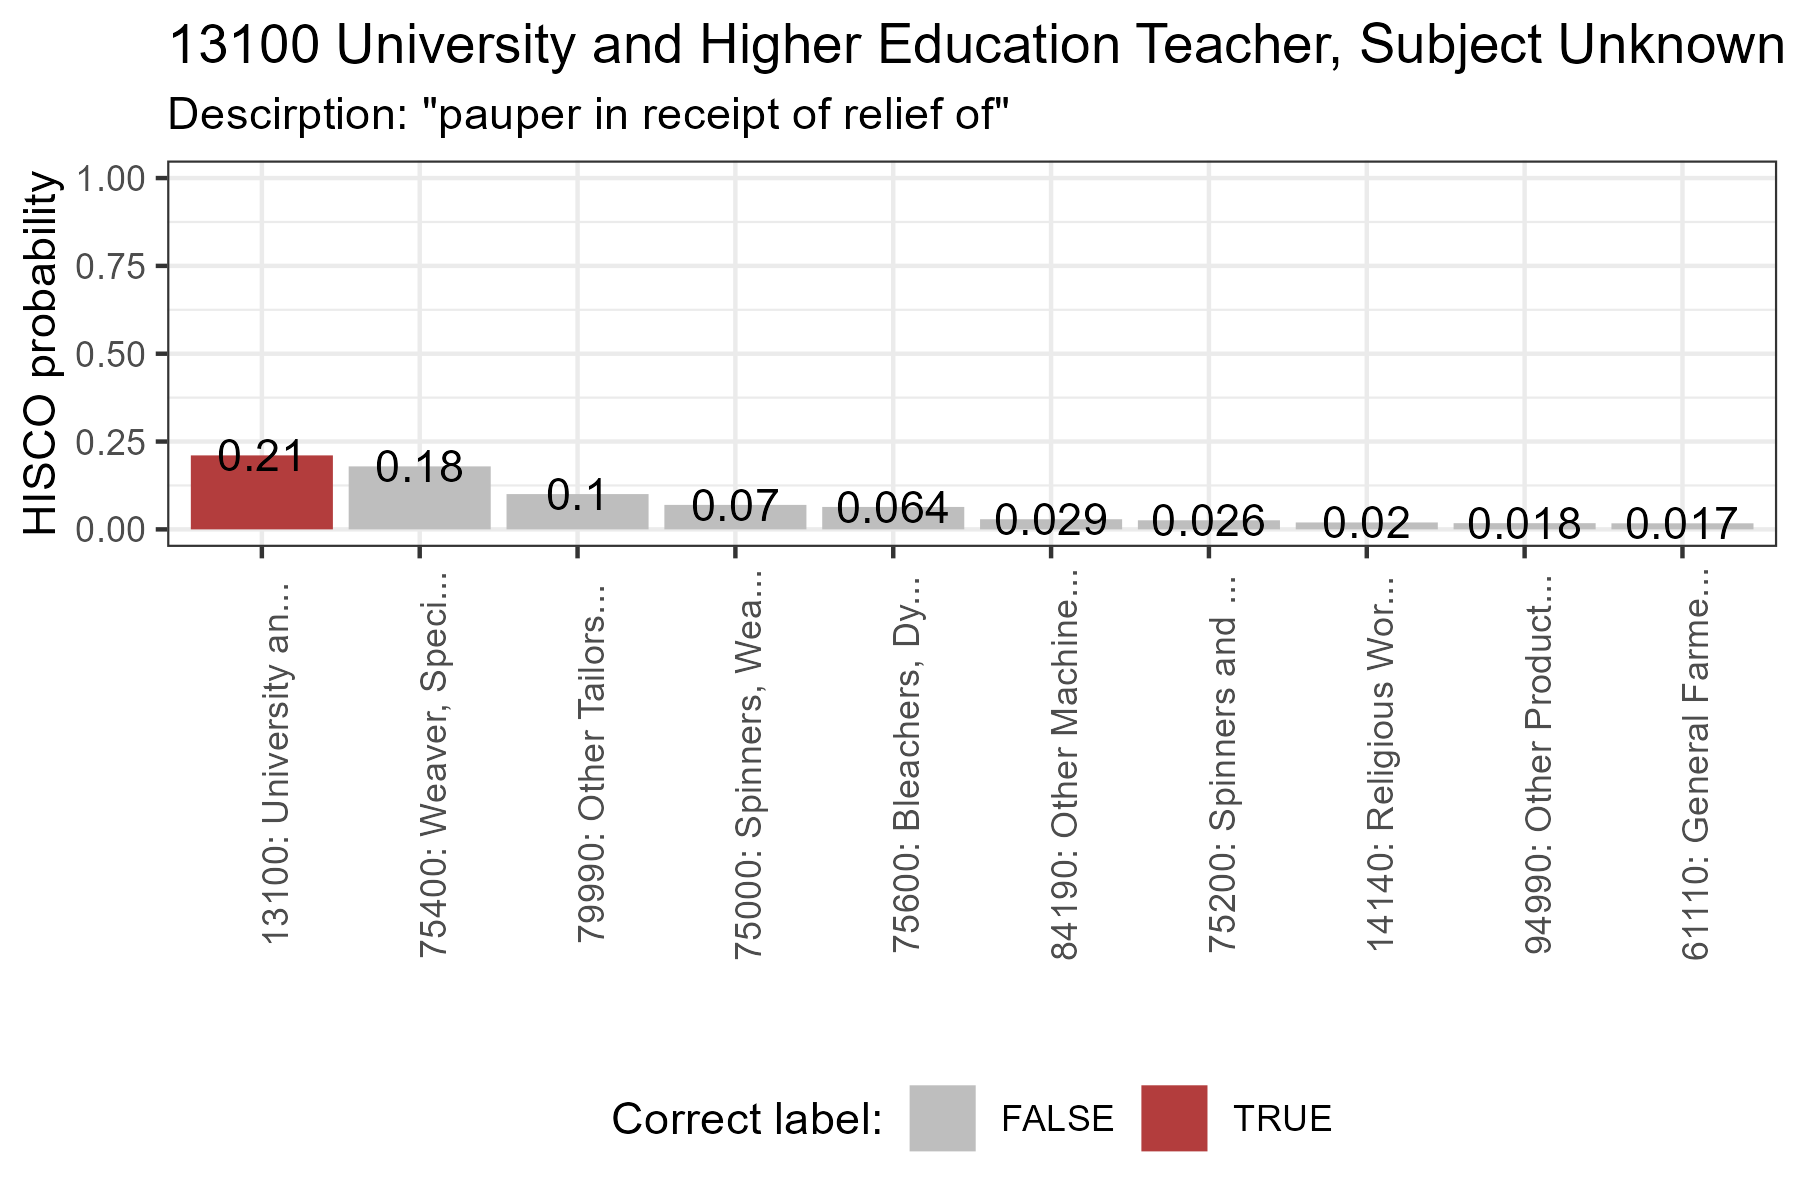 13100 University and Higher Education Teacher, Subject Unknown
Descirption: "pauper in receipt of relief of"
HISCO probability
1.00
0.75
0.50
0.25
0.00
0.21
0.18
0.1
0.07
0.064
0.029
0.026
0.02
0.018
0.017
13100: University an...
75400: Weaver, Speci...
79990: Other Tailors...
75000: Spinners, Wea...
75600: Bleachers, Dy...
84190: Other Machine...
75200: Spinners and ...
14140: Religious Wor...
94990: Other Product...
61110: General Farme...
Correct label: FALSE TRUE